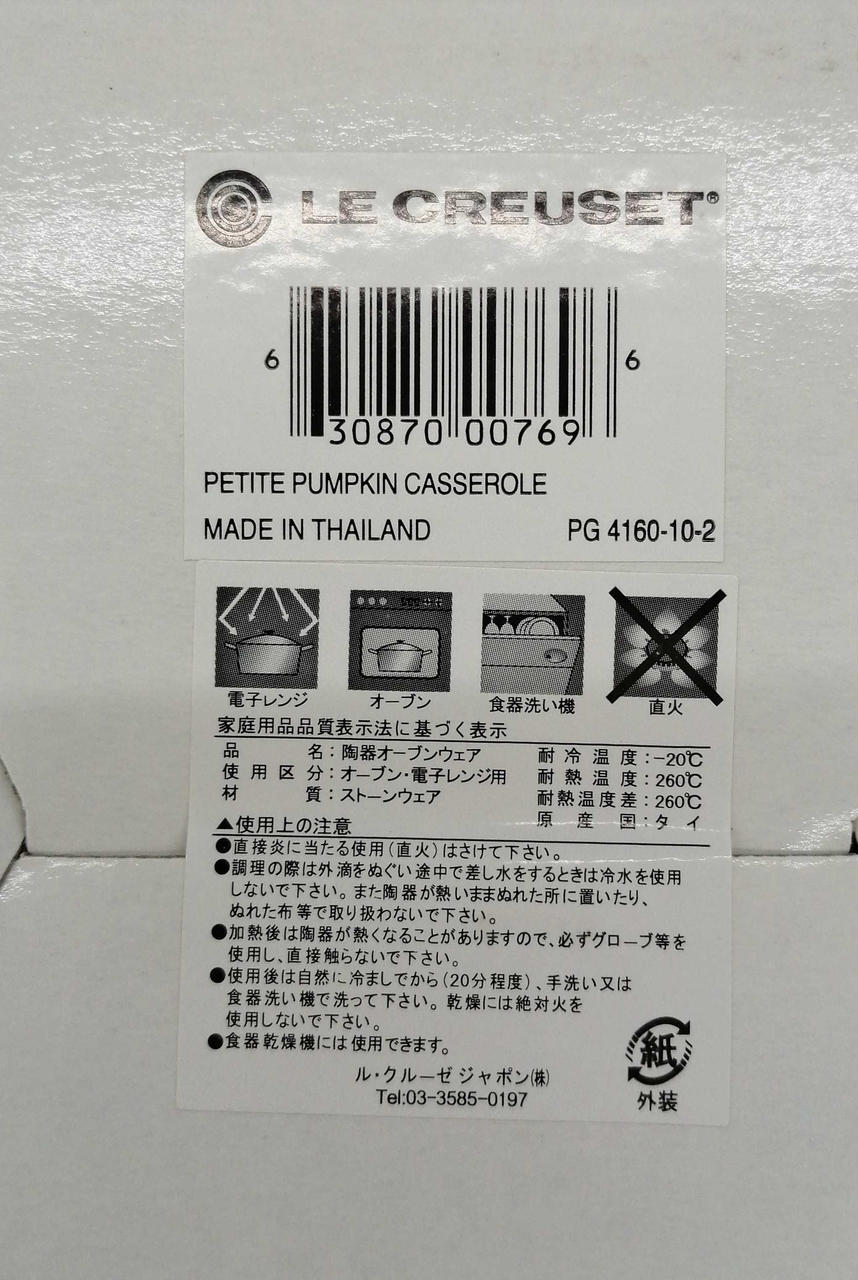 LE CREUSET®
6 30870 00769 6
PETITE PUMPKIN CASSEROLE
MADE IN THAILAND PG 4160-10-2
電子レンジ オーブン 食器洗い機 直火
家庭用品品質表示法に基づく表示
品名：陶器オーブンウェア 耐冷温度：-20℃
使用区分：オーブン・電子レンジ用 耐熱温度：260℃
材質：ストーンウェア 耐熱温度差：260℃
原産国：タイ
▲使用上の注意
●直接炎に当たる使用（直火）はさけて下さい。
●調理の際は外滴をぬぐい途中で差し水をするときは冷水を使用
しないで下さい。また陶器が熱いままぬれた所に置いたり、
ぬれた布等で取り扱わないで下さい。
●加熱後は陶器が熱くなることがありますので、必ずグローブ等を
使用し、直接触らないで下さい。
●使用後は自然に冷ましでから（20分程度）、手洗い又は
食器洗い機で洗って下さい。乾燥には絶対火を
使用しないで下さい。
●食器乾燥機には使用できます。
ル・クルーゼ ジャポン㈱
Tel:03-3585-0197
紙
外装